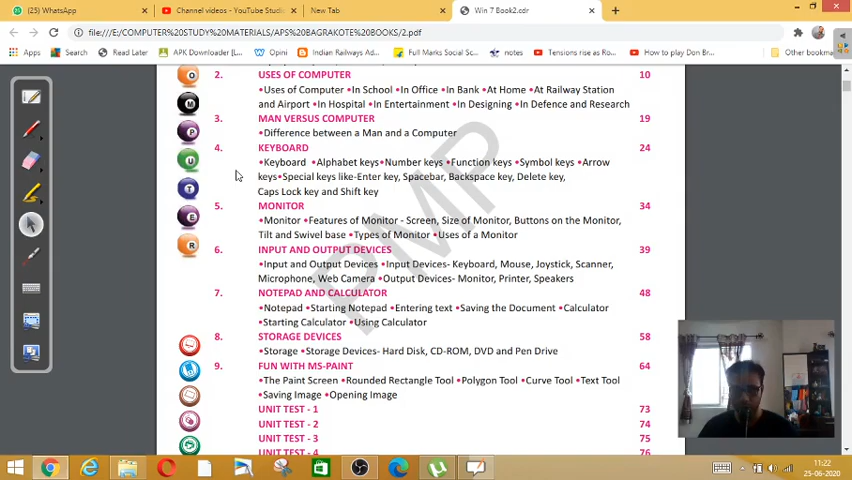 (25) WhatsApp
Channel videos - YouTube Studio
New Tab
Win 7 Book2.cdr
File
E:/COMPUTER%20STUDY%20MATERIALS/APS%20BAGRAKOTE%20BOOKS/2.pdf
Apps
Search
Read Later
APK Downloader [L...
Opini
Indian Railways Ad...
Full Marks Social Sc...
Tensions rise as Ro...
How to play Don Br...
Other bookm
2. USES OF COMPUTER 10
•Uses of Computer •In School •In Office •In Bank •At Home •At Railway Station
and Airport •In Hospital •In Entertainment •In Designing •In Defence and Research
3. MAN VERSUS COMPUTER 19
•Difference between a Man and a Computer
4. KEYBOARD 24
•Keyboard •Alphabet keys•Number keys •Function keys •Symbol keys •Arrow
keys•Special keys like-Enter key, Spacebar, Backspace key, Delete key,
Caps Lock key and Shift key
5. MONITOR 34
•Monitor •Features of Monitor - Screen, Size of Monitor, Buttons on the Monitor,
Tilt and Swivel base •Types of Monitor •Uses of a Monitor
6. INPUT AND OUTPUT DEVICES 39
•Input and Output Devices •Input Devices- Keyboard, Mouse, Joystick, Scanner,
Microphone, Web Camera •Output Devices- Monitor, Printer, Speakers
7. NOTEPAD AND CALCULATOR 48
•Notepad •Starting Notepad •Entering text •Saving the Document •Calculator
•Starting Calculator •Using Calculator
8. STORAGE DEVICES 58
•Storage •Storage Devices- Hard Disk, CD-ROM, DVD and Pen Drive
9. FUN WITH MS-PAINT 64
•The Paint Screen •Rounded Rectangle Tool •Polygon Tool •Curve Tool •Text Tool
•Saving Image •Opening Image
UNIT TEST - 1 73
UNIT TEST - 2 74
UNIT TEST - 3 75
UNIT TEST - 4 76
O
M
P
U
T
E
R
PMP
11:22
25-06-2020